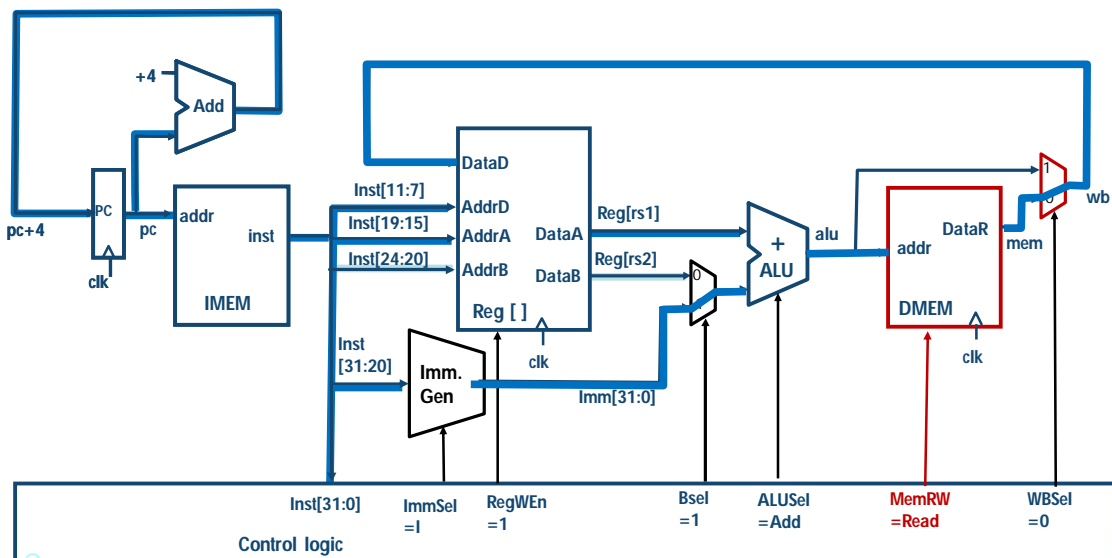 +4
Add
DataD
Inst[11:7]
AddrD
Inst[19:15]
AddrA
Inst[24:20]
AddrB
DataA
DataB
Reg [ ]
clk
PC
pc+4
pc
clk
addr
inst
IMEM
Inst
[31:20]
Imm.
Gen
Imm[31:0]
Reg[rs1]
Reg[rs2]
0
+
ALU
alu
addr
DataR
DMEM
clk
mem
1
0
wb
Inst[31:0]
ImmSel
=I
RegWEn
=1
Bsel
=1
ALUSel
=Add
MemRW
=Read
WBSel
=0
Control logic